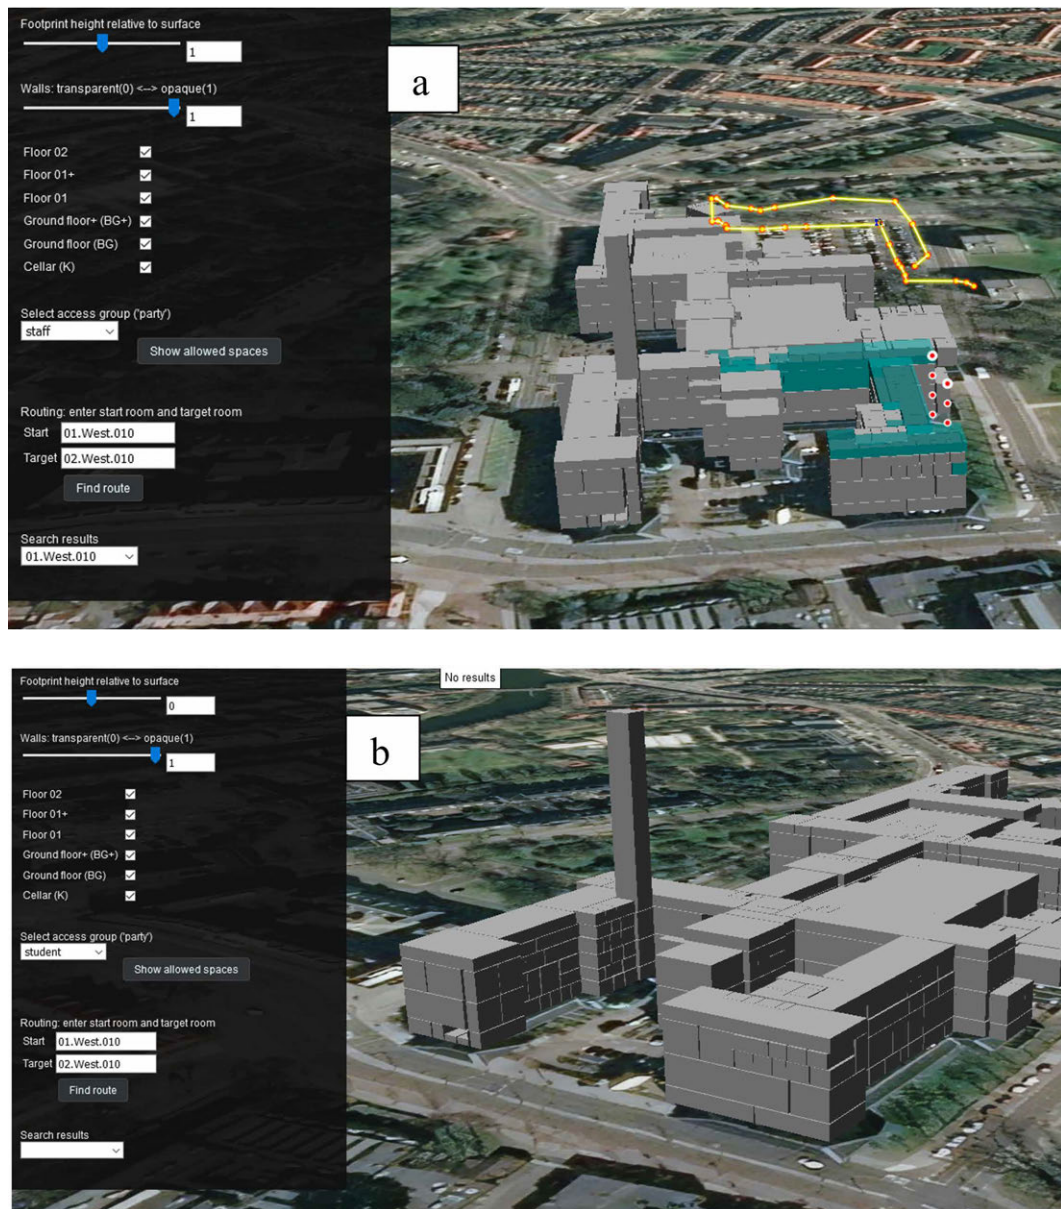 Footprint height relative to surface
1
a
Walls: transparent(0) <--> opaque(1)
1
Floor 02
Floor 01+
Floor 01
Ground floor+ (BG+)
Ground floor (BG)
Cellar (K)
Select access group ('party')
staff
Show allowed spaces
Routing: enter start room and target room
Start 01.West.010
Target 02.West.010
Find route
Search results
01.West.010
No results
Footprint height relative to surface
0
b
Walls: transparent(0) <--> opaque(1)
1
Floor 02
Floor 01+
Floor 01
Ground floor+ (BG+)
Ground floor (BG)
Cellar (K)
Select access group ('party')
student
Show allowed spaces
Routing: enter start room and target room
Start 01.West.010
Target 02.West.010
Find route
Search results